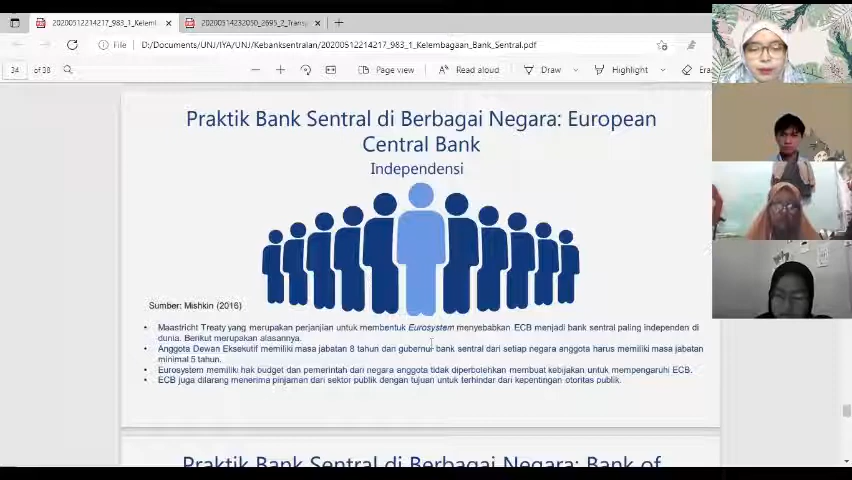 20200512214217_983_1_Kelemb
20200514232050_2695_2_Trans
File
D:/Documents/UNJ/IYA/UNJ/Kebanksentralan/20200512214217_983_1_Kelembagaan_Bank_Sentral.pdf
34 of 38
Page view
Read aloud
Draw
Highlight
Eras
Praktik Bank Sentral di Berbagai Negara: European
Central Bank
Independensi
Sumber: Mishkin (2016)
• Maastricht Treaty yang merupakan perjanjian untuk membentuk Eurosystem menyebabkan ECB menjadi bank sentral paling independen di
dunia. Berikut merupakan alasannya.
• Anggota Dewan Eksekutif memiliki masa jabatan 8 tahun dan gubernur bank sentral dari setiap negara anggota harus memiliki masa jabatan
minimal 5 tahun.
• Eurosystem memiliki hak budget dan pemerintah dari negara anggota tidak diperbolehkan membuat kebijakan untuk mempengaruhi ECB.
• ECB juga dilarang menerima pinjaman dari sektor publik dengan tujuan untuk terhindar dari kepentingan otoritas publik.
Praktik Bank Sentral di Berbagai Negara: Bank of